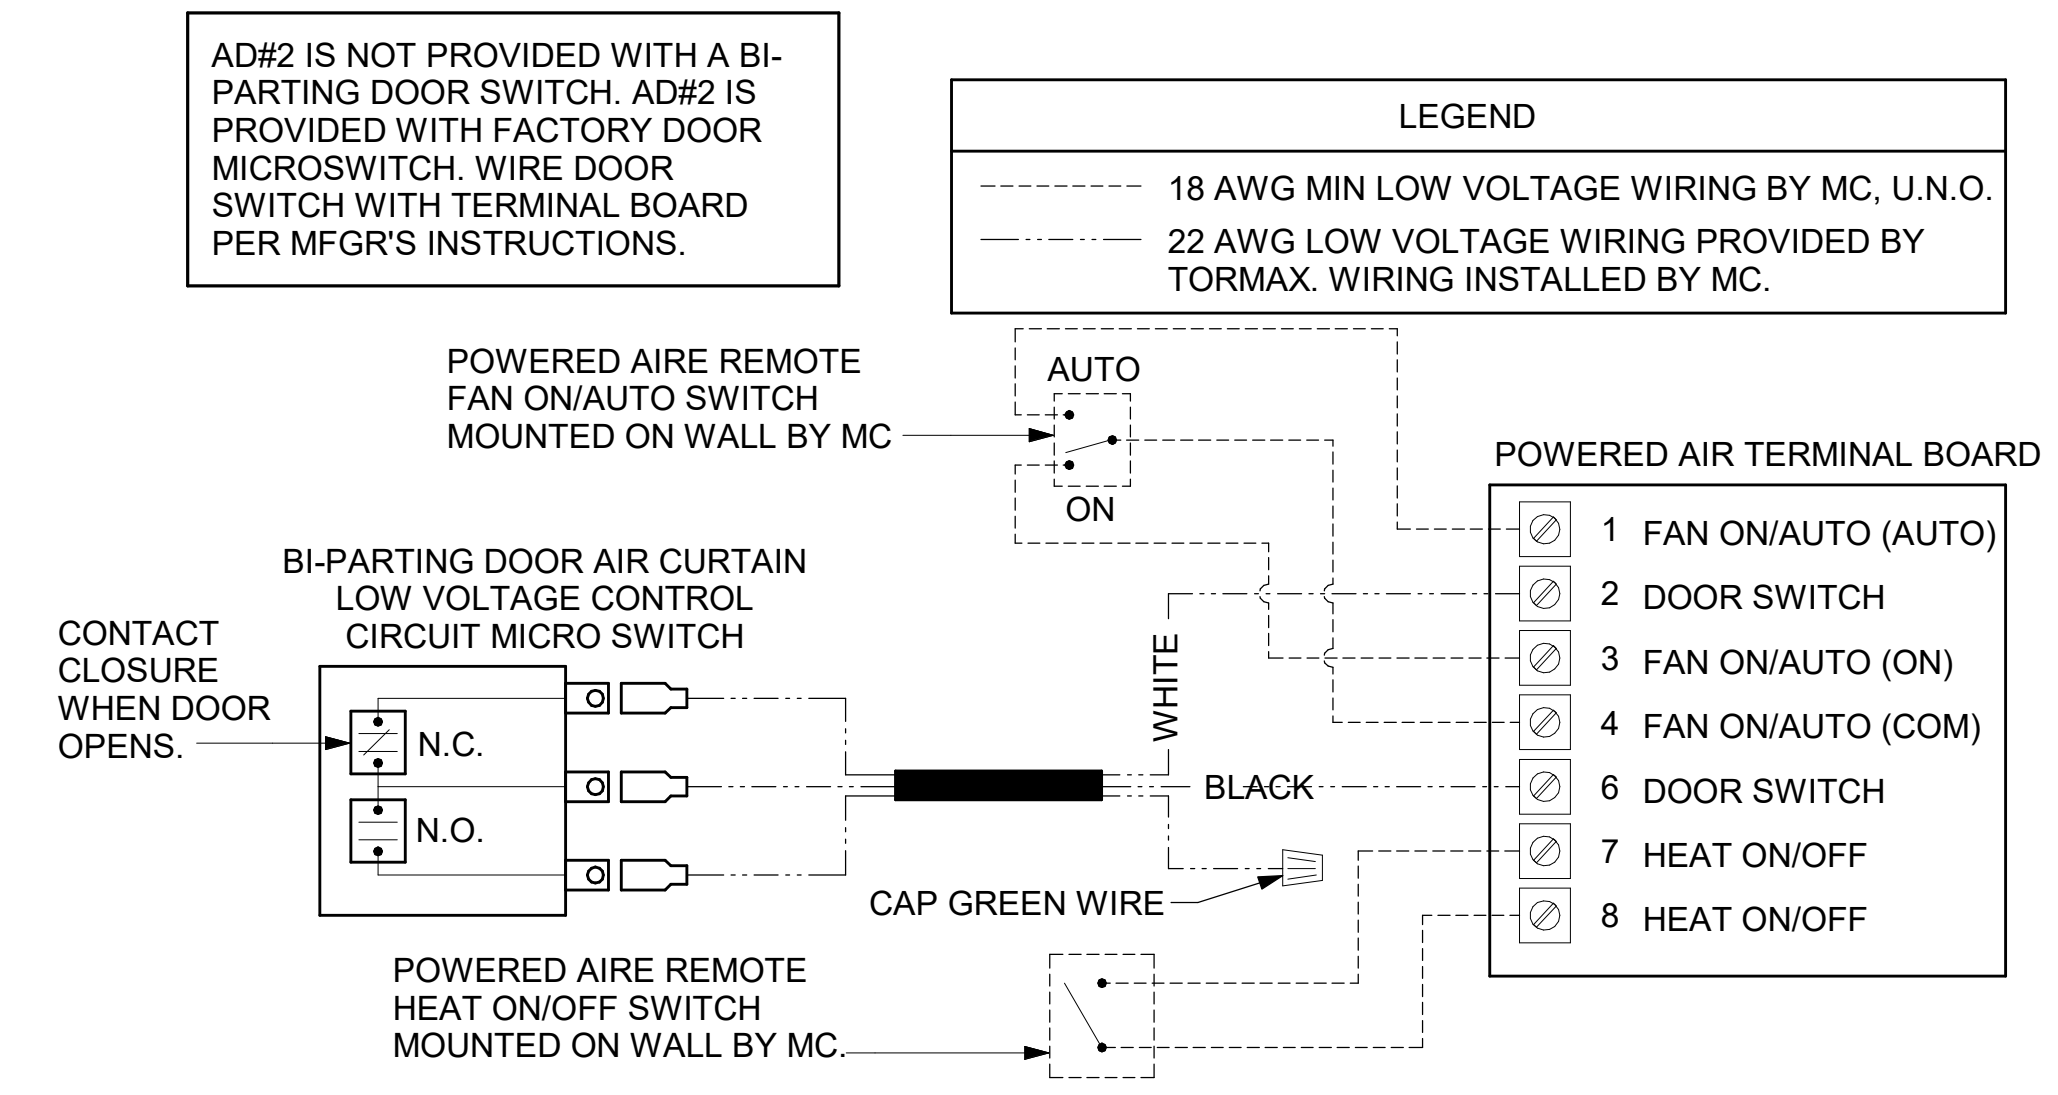 AD#2 IS NOT PROVIDED WITH A BI-
PARTING DOOR SWITCH. AD#2 IS
PROVIDED WITH FACTORY DOOR
MICROSWITCH. WIRE DOOR
SWITCH WITH TERMINAL BOARD
PER MFGR'S INSTRUCTIONS.
LEGEND
18 AWG MIN LOW VOLTAGE WIRING BY MC, U.N.O.
22 AWG LOW VOLTAGE WIRING PROVIDED BY
TORMAX. WIRING INSTALLED BY MC.
POWERED AIRE REMOTE
FAN ON/AUTO SWITCH
MOUNTED ON WALL BY MC
AUTO
ON
POWERED AIR TERMINAL BOARD
1 FAN ON/AUTO (AUTO)
2 DOOR SWITCH
3 FAN ON/AUTO (ON)
4 FAN ON/AUTO (COM)
6 DOOR SWITCH
7 HEAT ON/OFF
8 HEAT ON/OFF
BI-PARTING DOOR AIR CURTAIN
LOW VOLTAGE CONTROL
CIRCUIT MICRO SWITCH
CONTACT
CLOSURE
WHEN DOOR
OPENS.
N.C.
N.O.
WHITE
BLACK
CAP GREEN WIRE
POWERED AIRE REMOTE
HEAT ON/OFF SWITCH
MOUNTED ON WALL BY MC.